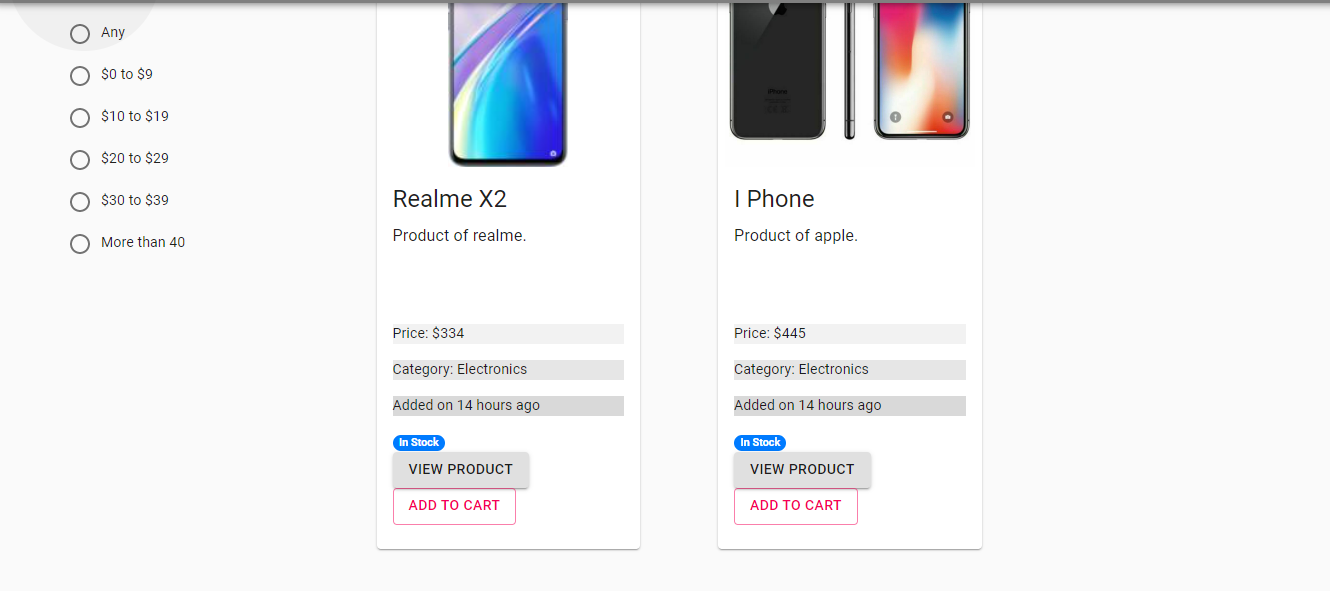 Any
$0 to $9
$10 to $19
$20 to $29
$30 to $39
More than 40
Realme X2
Product of realme.
Price: $334
Category: Electronics
Added on 14 hours ago
In Stock
VIEW PRODUCT
ADD TO CART
I Phone
Product of apple.
Price: $445
Category: Electronics
Added on 14 hours ago
In Stock
VIEW PRODUCT
ADD TO CART